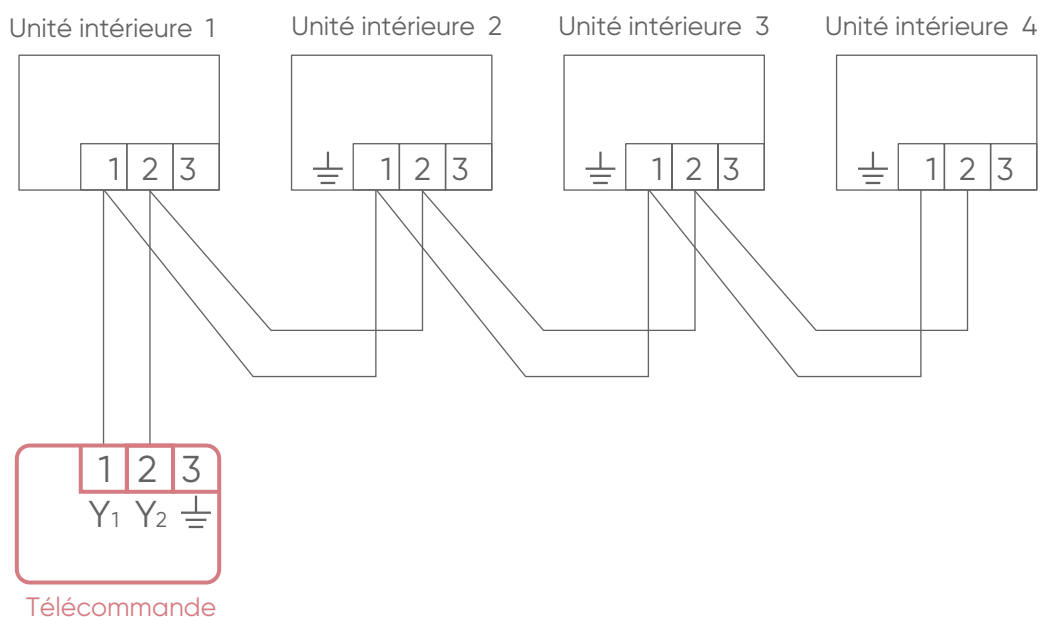 Unité intérieure 1 Unité intérieure 2 Unité intérieure 3 Unité intérieure 4
1 2 3 1 2 3 1 2 3 1 2 3
1 2 3
Y1 Y2
Télécommande